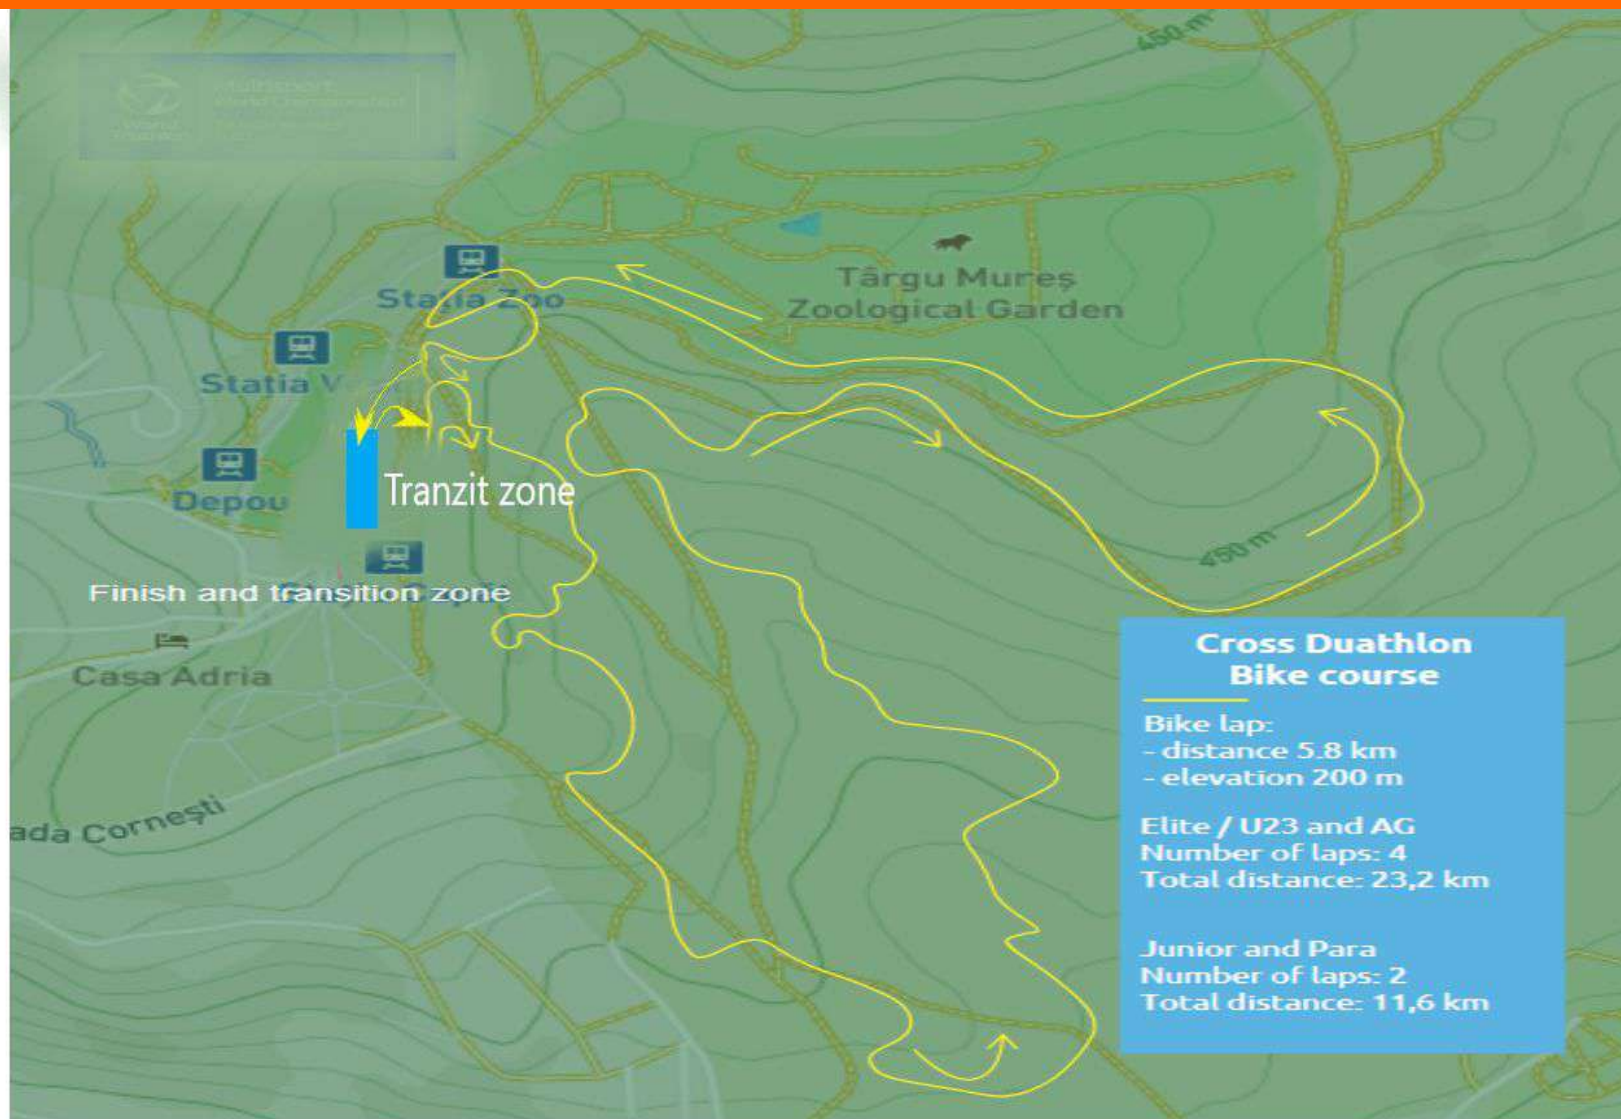 450 m
Stația Zoo
Târgu Mureș
Zoological Garden
Stația V
Depou
Tranzit zone
450 m
Finish and transition zone
Casa Adria
ada Cornești
Cross Duathlon
Bike course
Bike lap:
- distance 5.8 km
- elevation 200 m
Elite / U23 and AG
Number of laps: 4
Total distance: 23,2 km
Junior and Para
Number of laps: 2
Total distance: 11,6 km